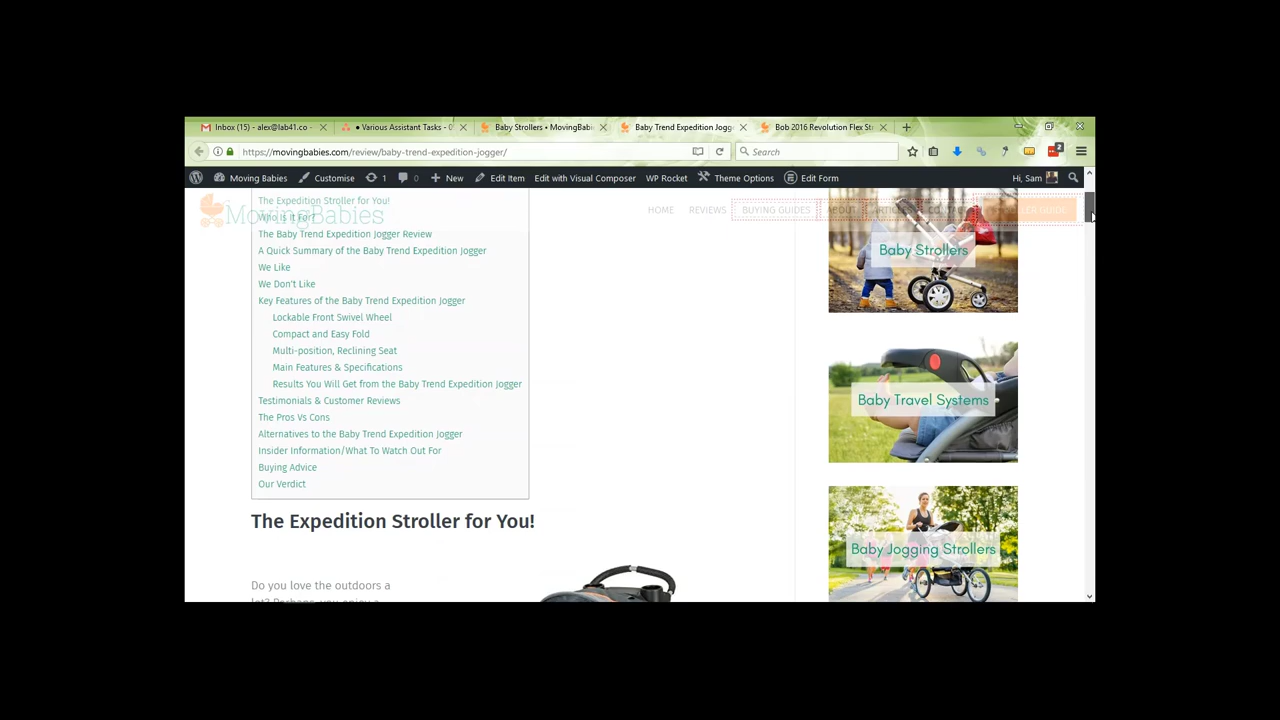 Inbox (15) - alex@lab41.co -
• Various Assistant Tasks - 0
Baby Strollers • MovingBabi
Baby Trend Expedition Jogg
Bob 2016 Revolution Flex St
https://movingbabies.com/review/baby-trend-expedition-jogger/
Search
2
Moving Babies
Customise
1
0
New
Edit Item
Edit with Visual Composer
WP Rocket
Theme Options
Edit Form
Hi, Sam
MovingBabies
HOME
REVIEWS
BUYING GUIDES
ABOUT
The Expedition Stroller for You!
Who Is it For?
The Baby Trend Expedition Jogger Review
A Quick Summary of the Baby Trend Expedition Jogger
We Like
We Don't Like
Key Features of the Baby Trend Expedition Jogger
Lockable Front Swivel Wheel
Compact and Easy Fold
Multi-position, Reclining Seat
Main Features & Specifications
Results You Will Get from the Baby Trend Expedition Jogger
Testimonials & Customer Reviews
The Pros Vs Cons
Alternatives to the Baby Trend Expedition Jogger
Insider Information/What To Watch Out For
Buying Advice
Our Verdict
The Expedition Stroller for You!
Do you love the outdoors a
Baby Strollers
Baby Travel Systems
Baby Jogging Strollers